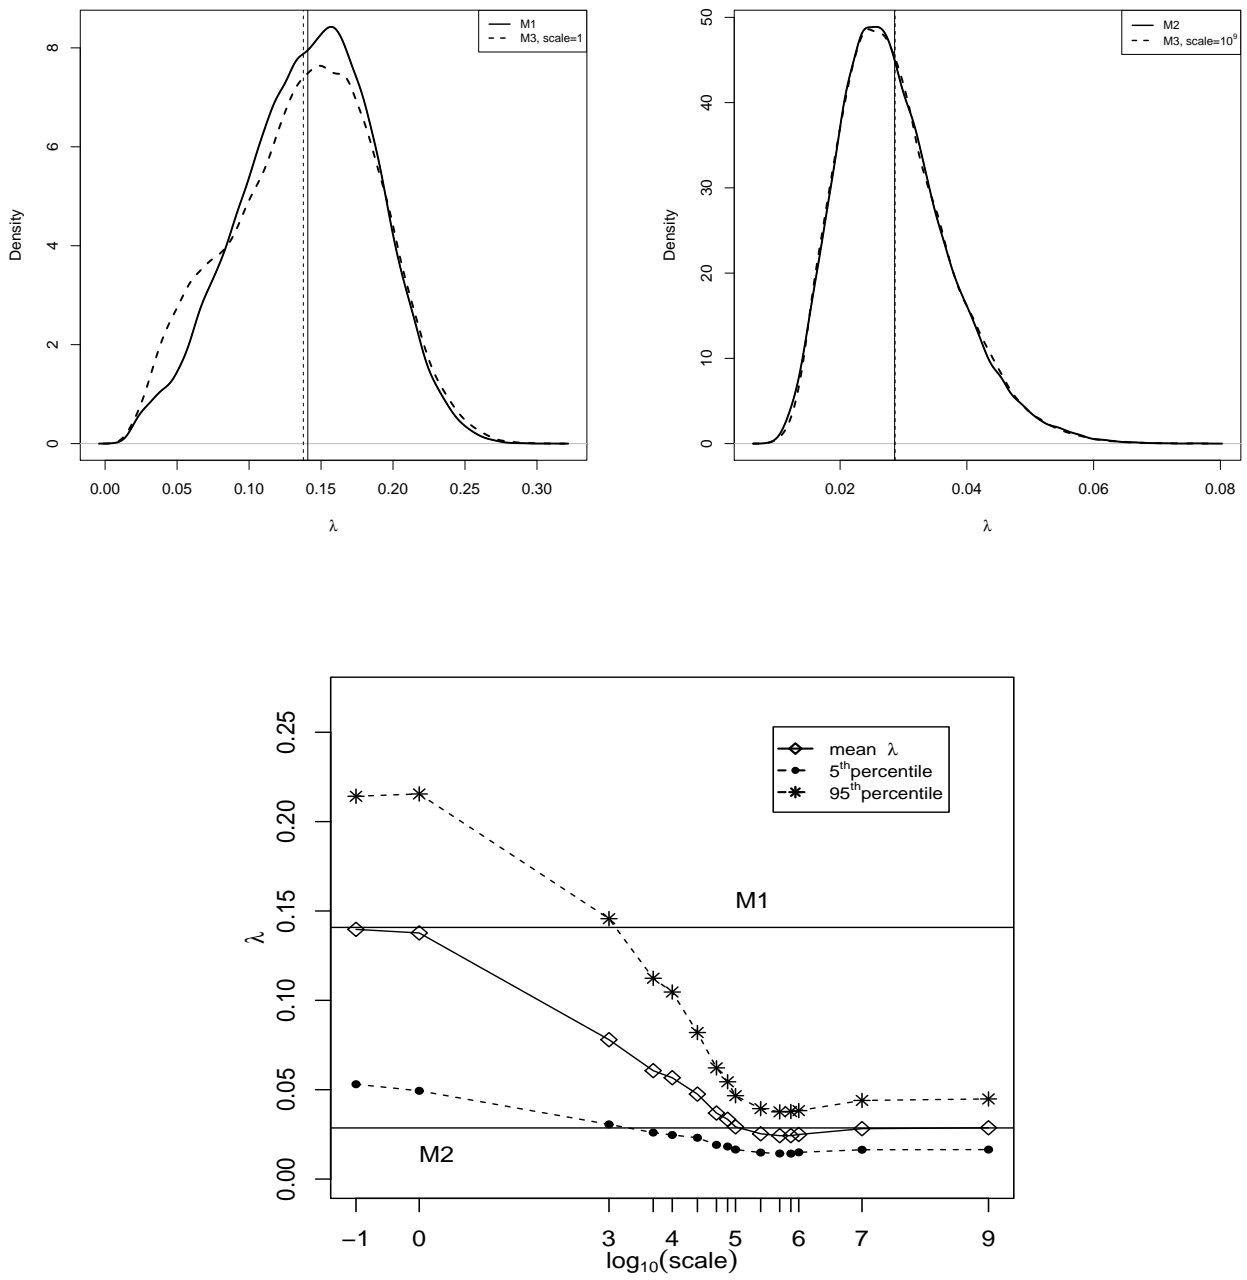 M1
M3, scale=1
Density
0 2 4 6 8
0.00 0.05 0.10 0.15 0.20 0.25 0.30
λ
M2
M3, scale=10⁹
Density
0 10 20 30 40 50
0.02 0.04 0.06 0.08
λ
mean λ
5ᵗʰpercentile
95ᵗʰpercentile
M1
M2
λ
0.00 0.05 0.10 0.15 0.20 0.25
−1 0 3 4 5 6 7 9
log₁₀(scale)